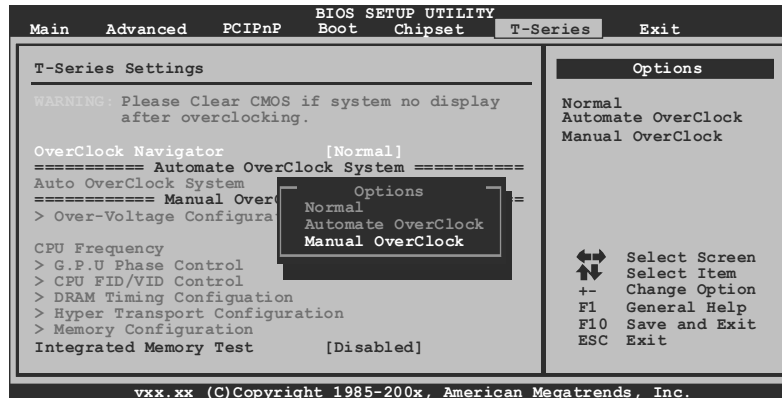 BIOS SETUP UTILITY
Main Advanced PCIPnP Boot Chipset T-Series Exit
T-Series Settings
WARNING: Please Clear CMOS if system no display
after overclocking.
OverClock Navigator [Normal]
=========== Automate OverClock System ===========
Auto OverClock System
============ Manual Over
> Over-Voltage Configura
CPU Frequency
> G.P.U Phase Control
> CPU FID/VID Control
> DRAM Timing Configuation
> Hyper Transport Configuration
> Memory Configuration
Integrated Memory Test [Disabled]
Options
Normal
Automate OverClock
Manual OverClock
Options
Normal
Automate OverClock
Manual OverClock
Select Screen
Select Item
+- Change Option
F1 General Help
F10 Save and Exit
ESC Exit
vxx.xx (C)Copyright 1985-200x, American Megatrends, Inc.